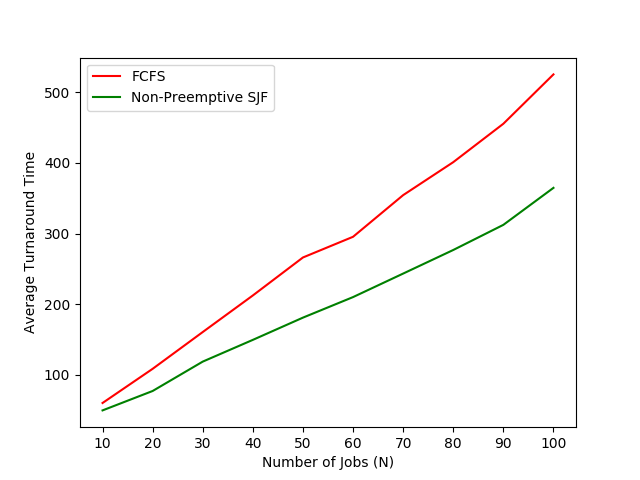 FCFS
Non-Preemptive SJF
500
400
300
200
100
Average Turnaround Time
10 20 30 40 50 60 70 80 90 100
Number of Jobs (N)